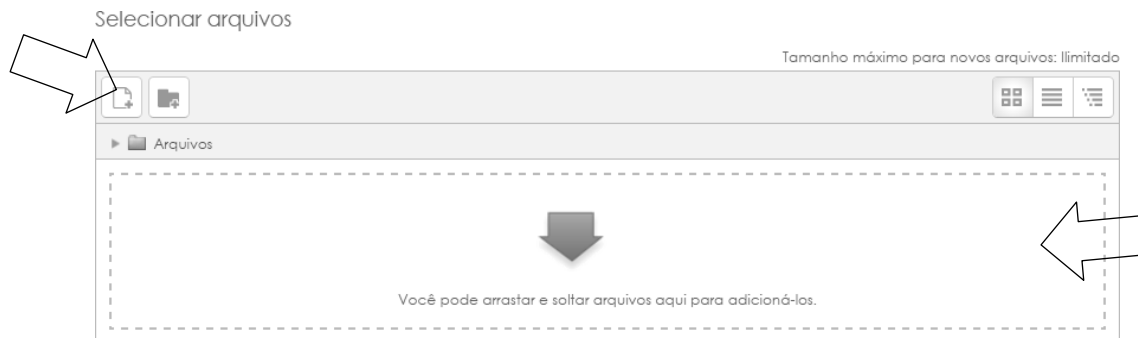 Selecionar arquivos
Tamanho máximo para novos arquivos: Ilimitado
Arquivos
Você pode arrastar e soltar arquivos aqui para adicioná-los.